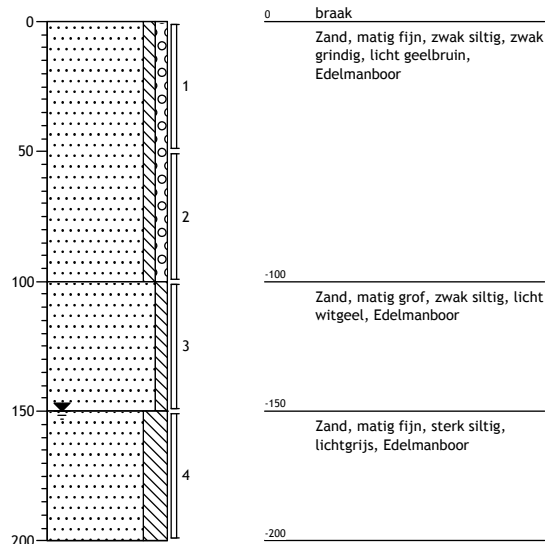 0
50
100
150
200
1
2
3
4
0 braak
Zand, matig fijn, zwak siltig, zwak
grindig, licht geelbruin,
Edelmanboor
-100
Zand, matig grof, zwak siltig, licht
witgeel, Edelmanboor
-150
Zand, matig fijn, sterk siltig,
lichtgrijs, Edelmanboor
-200